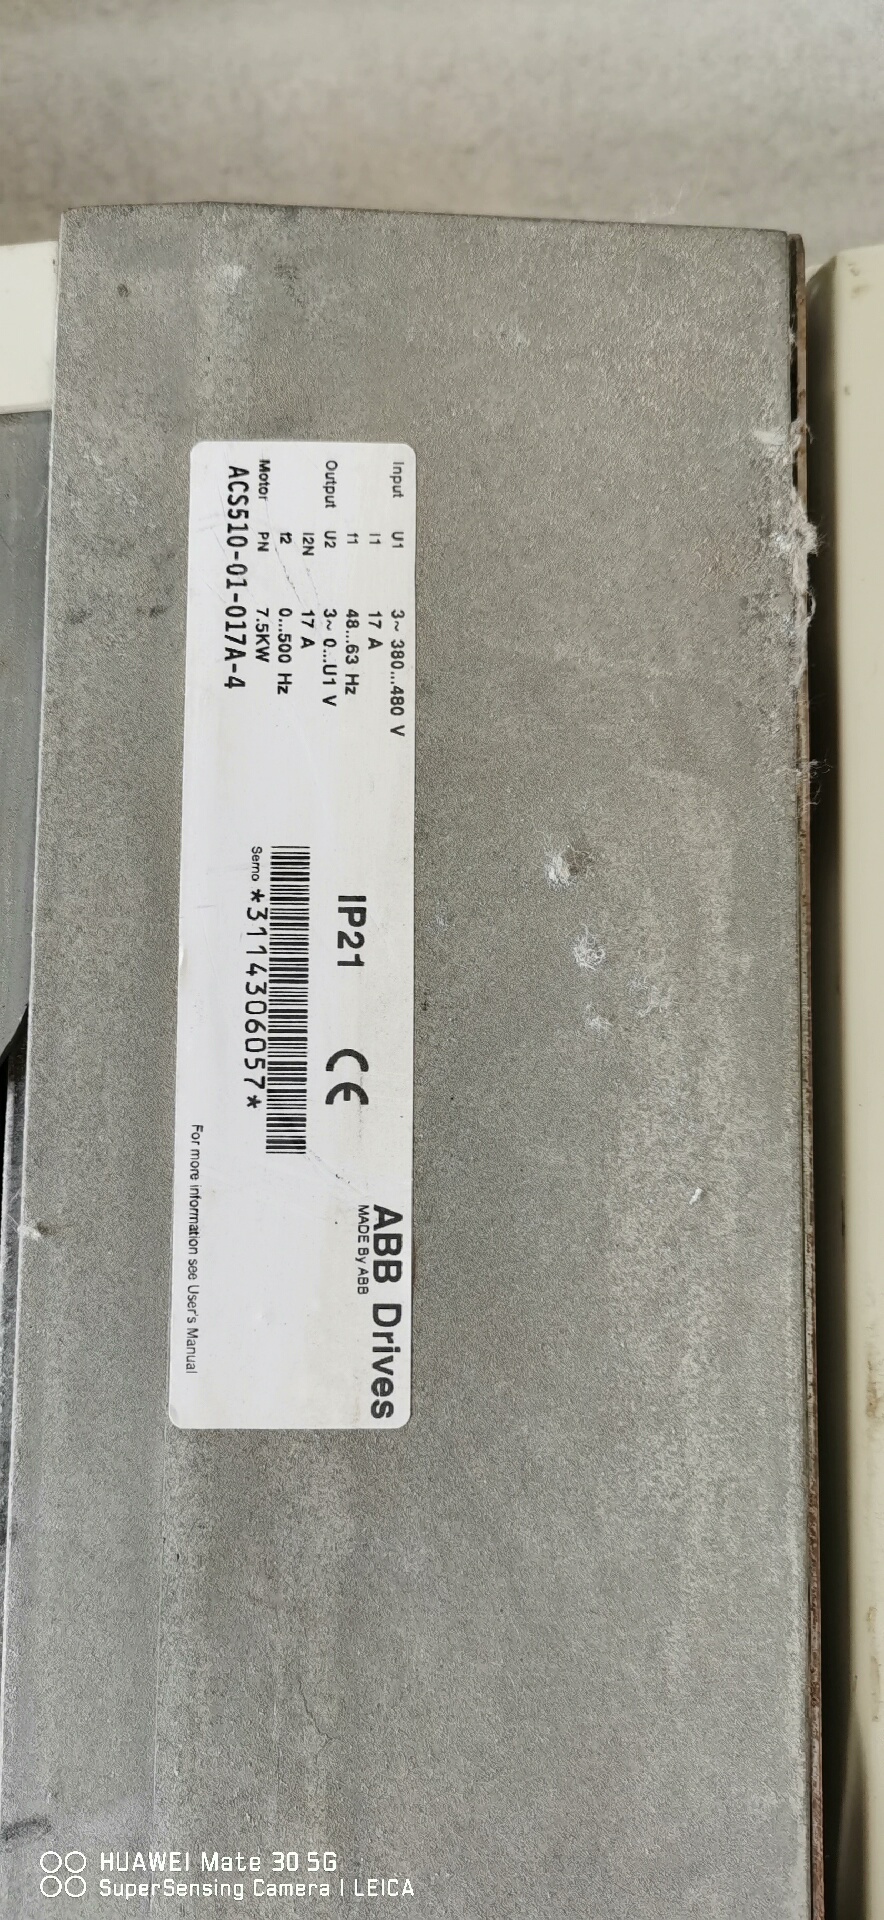 Input U1 3~ 380...480 V
I1 17 A
f1 48...63 Hz
Output U2 3~ 0...U1 V
I2N 17 A
f2 0...500 Hz
Motor PN 7.5KW
ACS510-01-017A-4
IP21 CE
Serno *3114306057*
ABB Drives
MADE By ABB
For more information see User's Manual
HUAWEI Mate 30 5G
SuperSensing Camera | LEICA